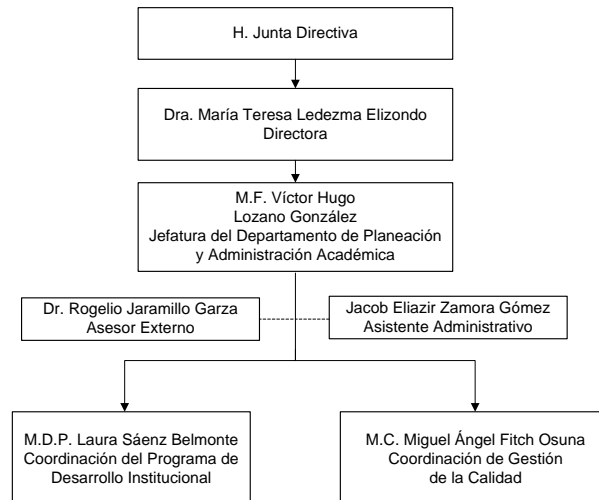 H. Junta Directiva
Dra. María Teresa Ledezma Elizondo
Directora
M.F. Víctor Hugo
Lozano González
Jefatura del Departamento de Planeación
y Administración Académica
Dr. Rogelio Jaramillo Garza
Asesor Externo
Jacob Eliazir Zamora Gómez
Asistente Administrativo
M.D.P. Laura Sáenz Belmonte
Coordinación del Programa de
Desarrollo Institucional
M.C. Miguel Ángel Fitch Osuna
Coordinación de Gestión
de la Calidad